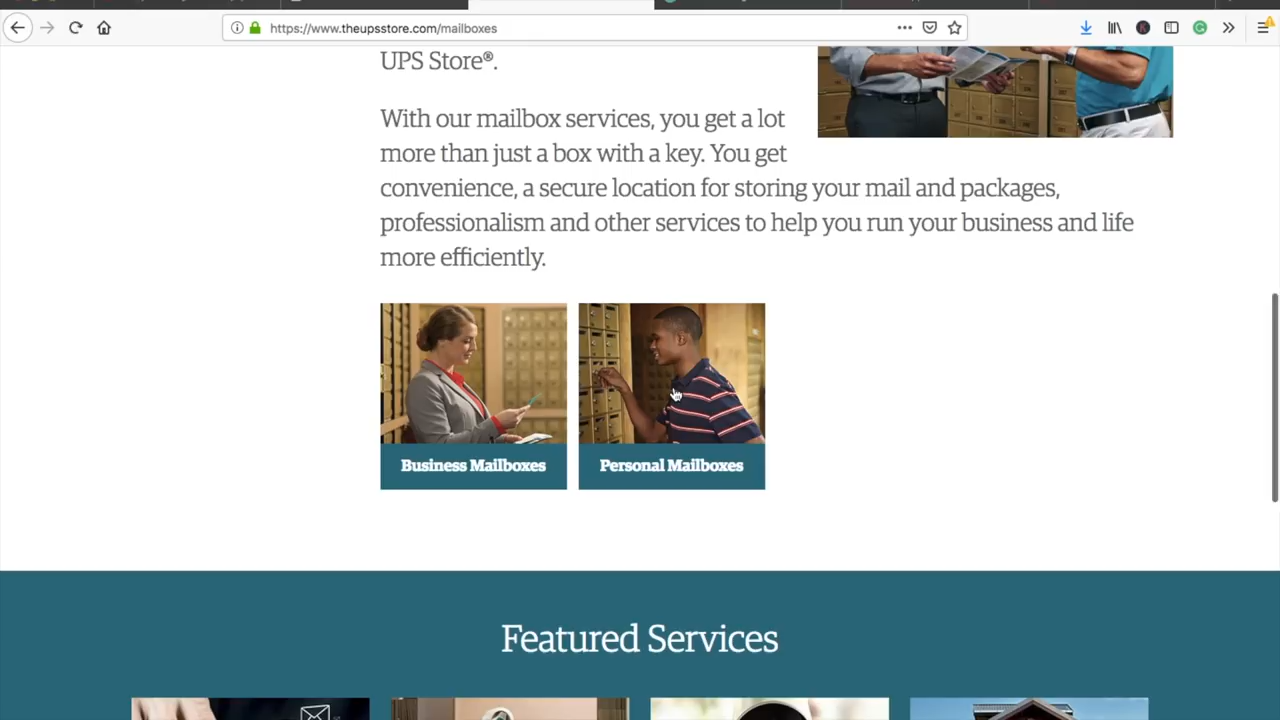 https://www.theupsstore.com/mailboxes
UPS Store®.
With our mailbox services, you get a lot
more than just a box with a key. You get
convenience, a secure location for storing your mail and packages,
professionalism and other services to help you run your business and life
more efficiently.
Business Mailboxes
Personal Mailboxes
Featured Services